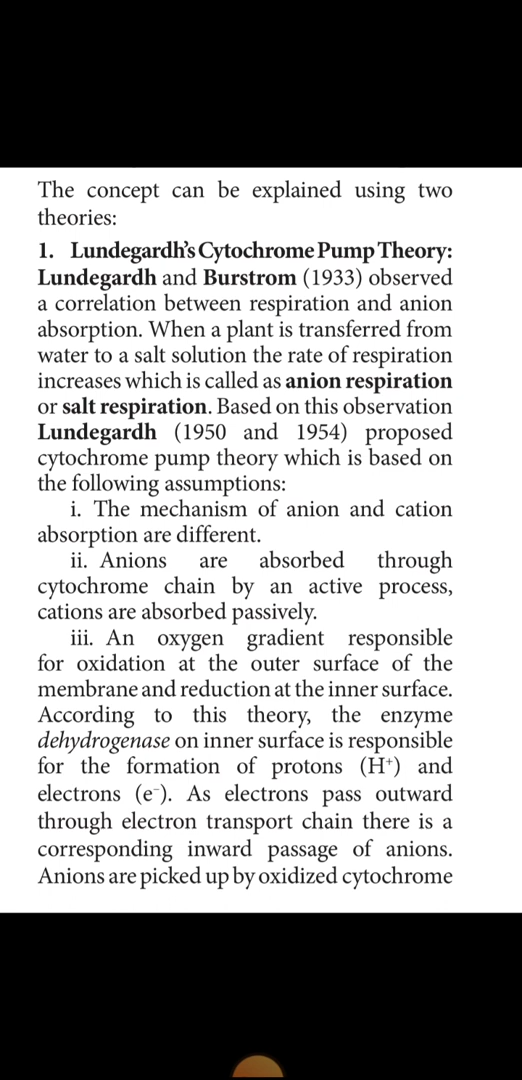 The concept can be explained using two
theories:
1. Lundegardh's Cytochrome Pump Theory:
Lundegardh and Burstrom (1933) observed
a correlation between respiration and anion
absorption. When a plant is transferred from
water to a salt solution the rate of respiration
increases which is called as anion respiration
or salt respiration. Based on this observation
Lundegardh (1950 and 1954) proposed
cytochrome pump theory which is based on
the following assumptions:
i. The mechanism of anion and cation
absorption are different.
ii. Anions are absorbed through
cytochrome chain by an active process,
cations are absorbed passively.
iii. An oxygen gradient responsible
for oxidation at the outer surface of the
membrane and reduction at the inner surface.
According to this theory, the enzyme
dehydrogenase on inner surface is responsible
for the formation of protons (H⁺) and
electrons (e⁻). As electrons pass outward
through electron transport chain there is a
corresponding inward passage of anions.
Anions are picked up by oxidized cytochrome